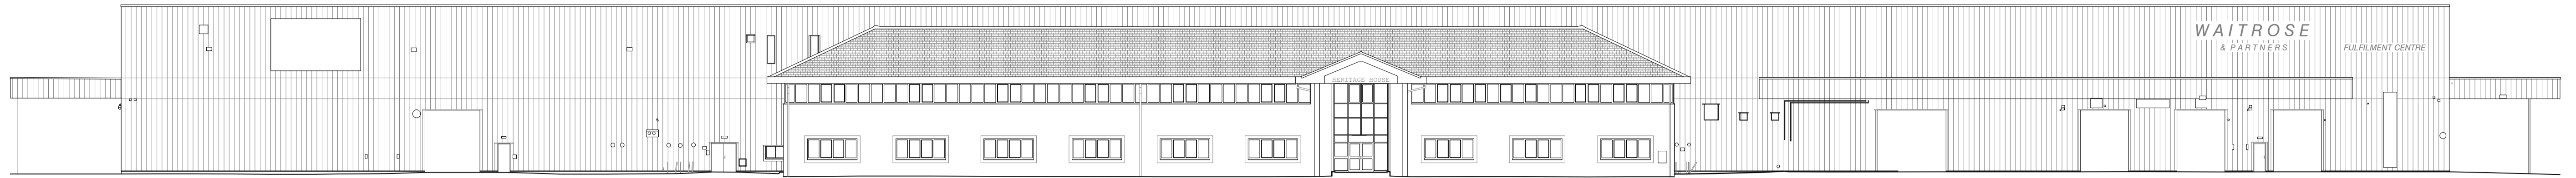 WAITROSE
& PARTNERS
FULFILMENT CENTRE
HERITAGE HOUSE